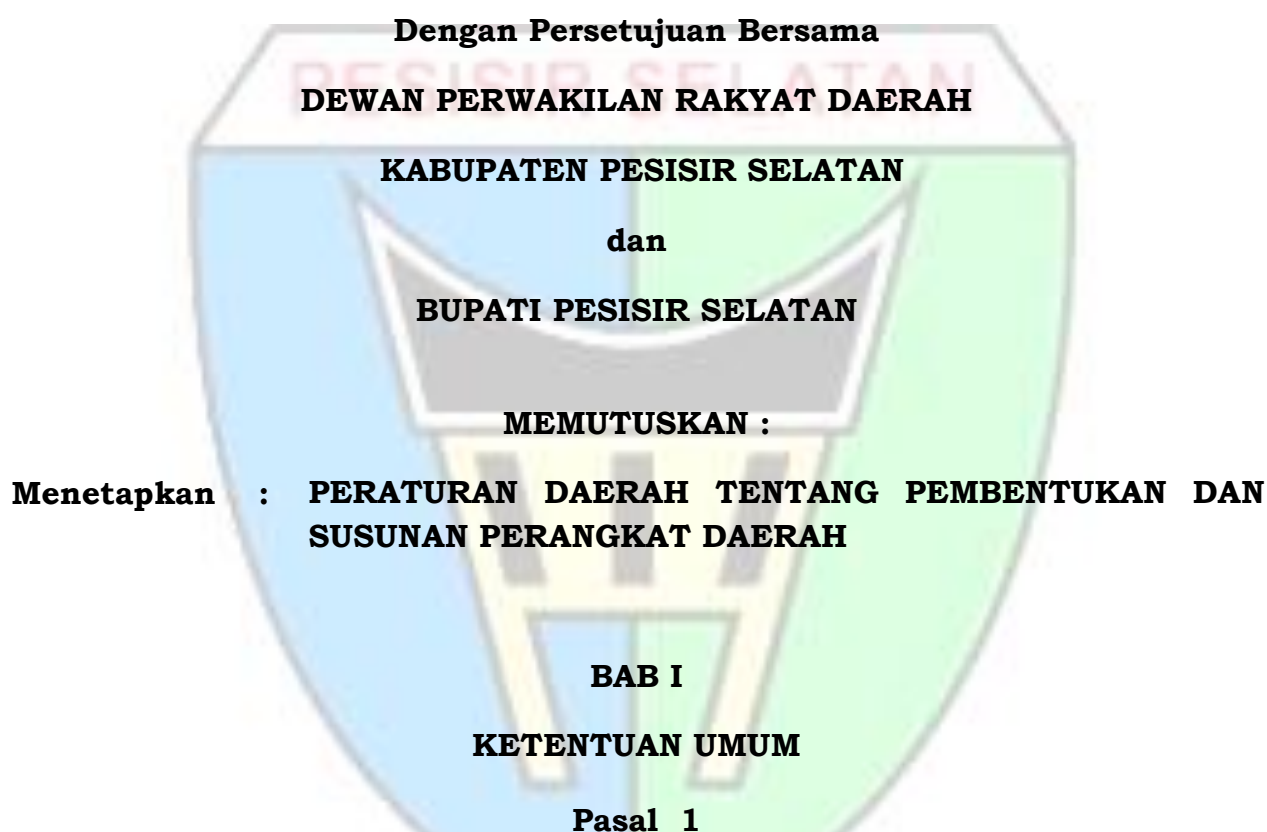 PESISIR SELATAN
Dengan Persetujuan Bersama
DEWAN PERWAKILAN RAKYAT DAERAH
KABUPATEN PESISIR SELATAN
dan
BUPATI PESISIR SELATAN
MEMUTUSKAN :
Menetapkan : PERATURAN DAERAH TENTANG PEMBENTUKAN DAN
SUSUNAN PERANGKAT DAERAH
BAB I
KETENTUAN UMUM
Pasal 1